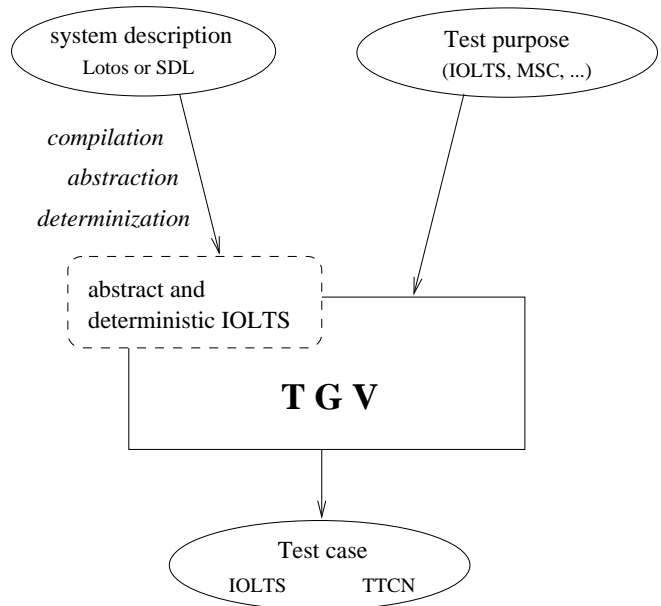 system description
Lotos or SDL
Test purpose
(IOLTS, MSC, ...)
compilation
abstraction
determinization
abstract and
deterministic IOLTS
T G V
Test case
IOLTS TTCN